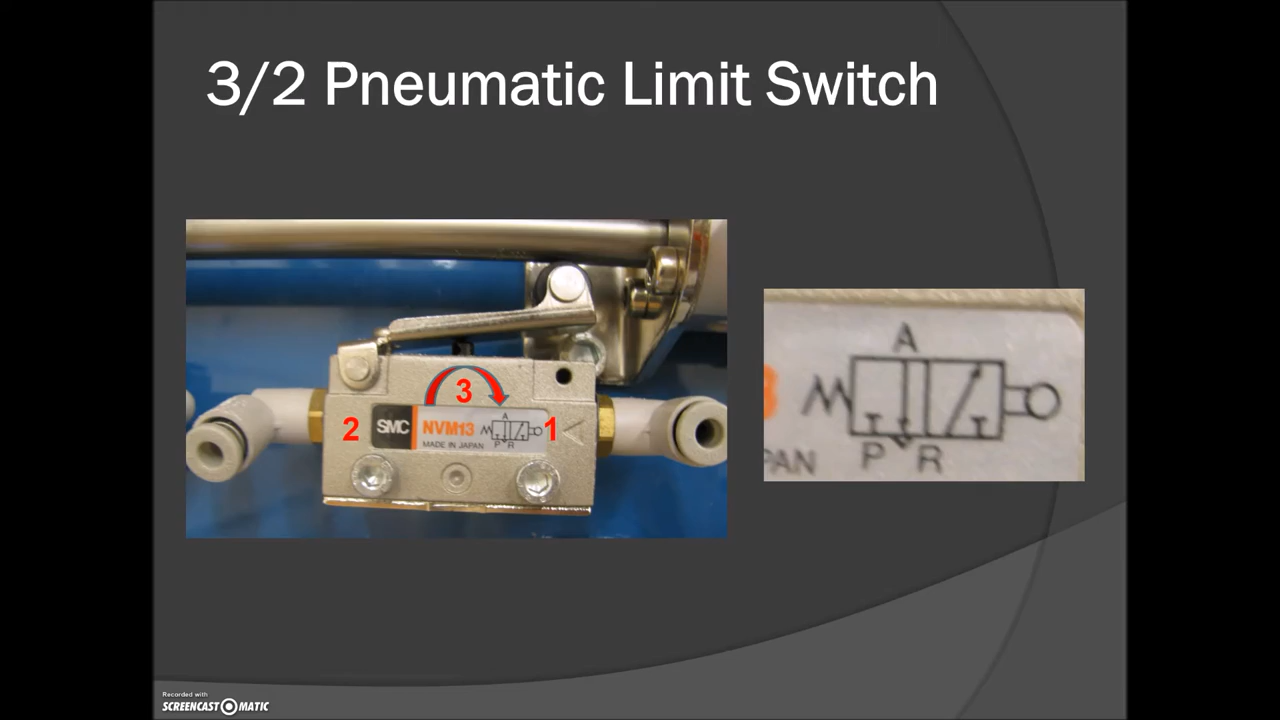 3/2 Pneumatic Limit Switch
3
2
SMC
NVM13
MADE IN JAPAN
A
P R
1
A
PAN
P R
Recorded with
SCREENCAST MATIC